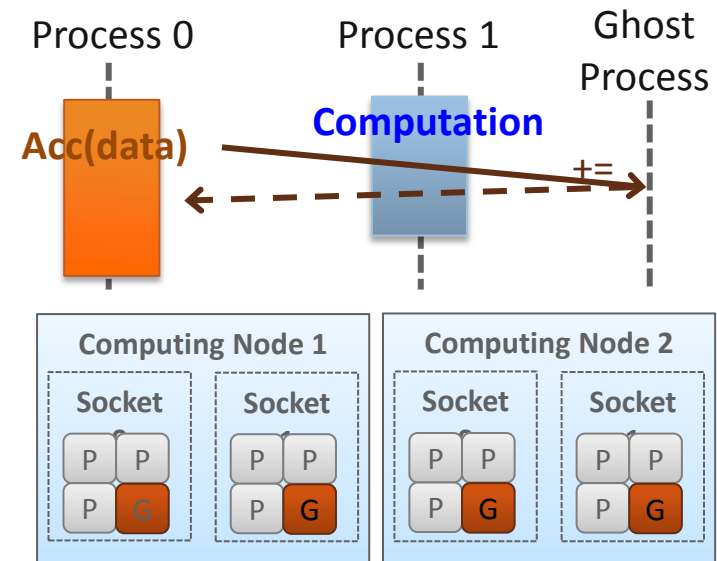 Process 0
Process 1
Ghost
Process
Acc(data)
Computation
+=
Computing Node 1
Computing Node 2
Socket
Socket
Socket
Socket
P P
P P
P P
P P
P G
P G
P G
P G